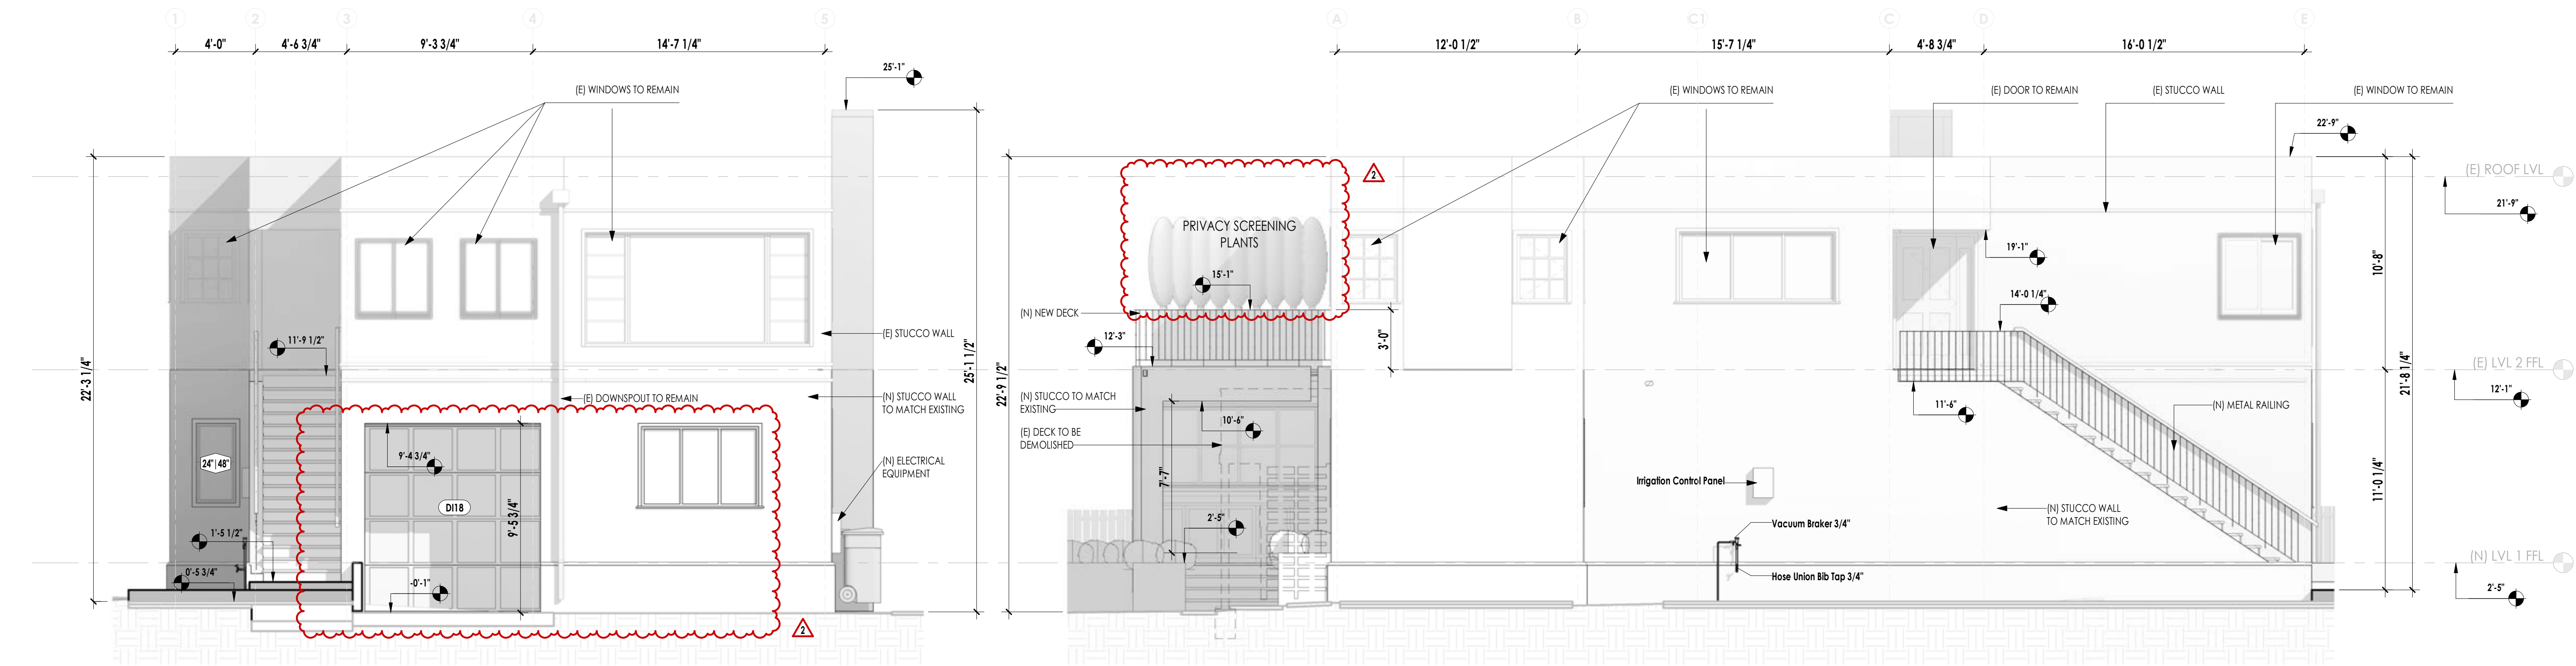 1 2 3 4 5
4'-0" 4'-6 3/4" 9'-3 3/4" 14'-7 1/4"
25'-1"
(E) WINDOWS TO REMAIN
22'-3 1/4"
11'-9 1/2"
(E) STUCCO WALL
(E) DOWNSPOUT TO REMAIN
(N) STUCCO WALL
TO MATCH EXISTING
24" | 48"
9'-4 3/4"
DI18
9'-5 3/4"
(N) ELECTRICAL
EQUIPMENT
1'-5 1/2"
0'-5 3/4"
-0'-1"
2
25'-1 1/2"
A B C1 C D E
12'-0 1/2" 15'-7 1/4" 4'-8 3/4" 16'-0 1/2"
(E) WINDOWS TO REMAIN
(E) DOOR TO REMAIN
(E) STUCCO WALL
(E) WINDOW TO REMAIN
22'-9"
2
PRIVACY SCREENING
PLANTS
15'-1"
(N) NEW DECK
12'-3"
3'-0"
22'-9 1/2"
(N) STUCCO TO MATCH
EXISTING
10'-6"
(E) DECK TO BE
DEMOLISHED
7'-7"
2'-5"
19'-1"
14'-0 1/4"
11'-6"
(N) METAL RAILING
Irrigation Control Panel
(N) STUCCO WALL
TO MATCH EXISTING
Vacuum Braker 3/4"
Hose Union Bib Tap 3/4"
10'-8"
11'-0 1/4"
21'-8 1/4"
(E) ROOF LVL
21'-9"
(E) LVL 2 FFL
12'-1"
(N) LVL 1 FFL
2'-5"